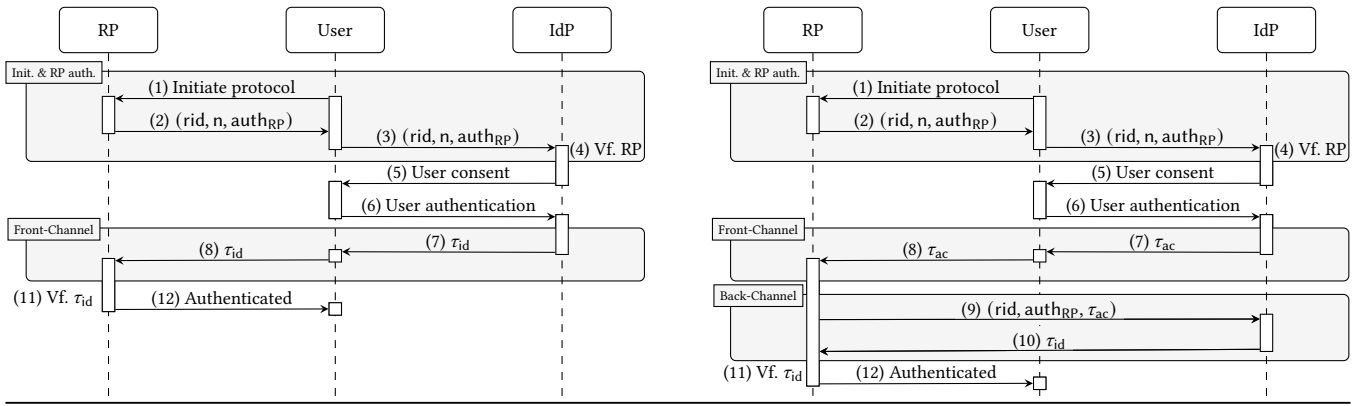 RP
User
IdP
Init. & RP auth.
(1) Initiate protocol
(2) (rid, n, auth_RP)
(3) (rid, n, auth_RP)
(4) Vf. RP
(5) User consent
(6) User authentication
Front-Channel
(7) τ_id
(8) τ_id
(11) Vf. τ_id
(12) Authenticated
RP
User
IdP
Init. & RP auth.
(1) Initiate protocol
(2) (rid, n, auth_RP)
(3) (rid, n, auth_RP)
(4) Vf. RP
(5) User consent
(6) User authentication
Front-Channel
(7) τ_ac
(8) τ_ac
Back-Channel
(9) (rid, auth_RP, τ_ac)
(10) τ_id
(11) Vf. τ_id
(12) Authenticated